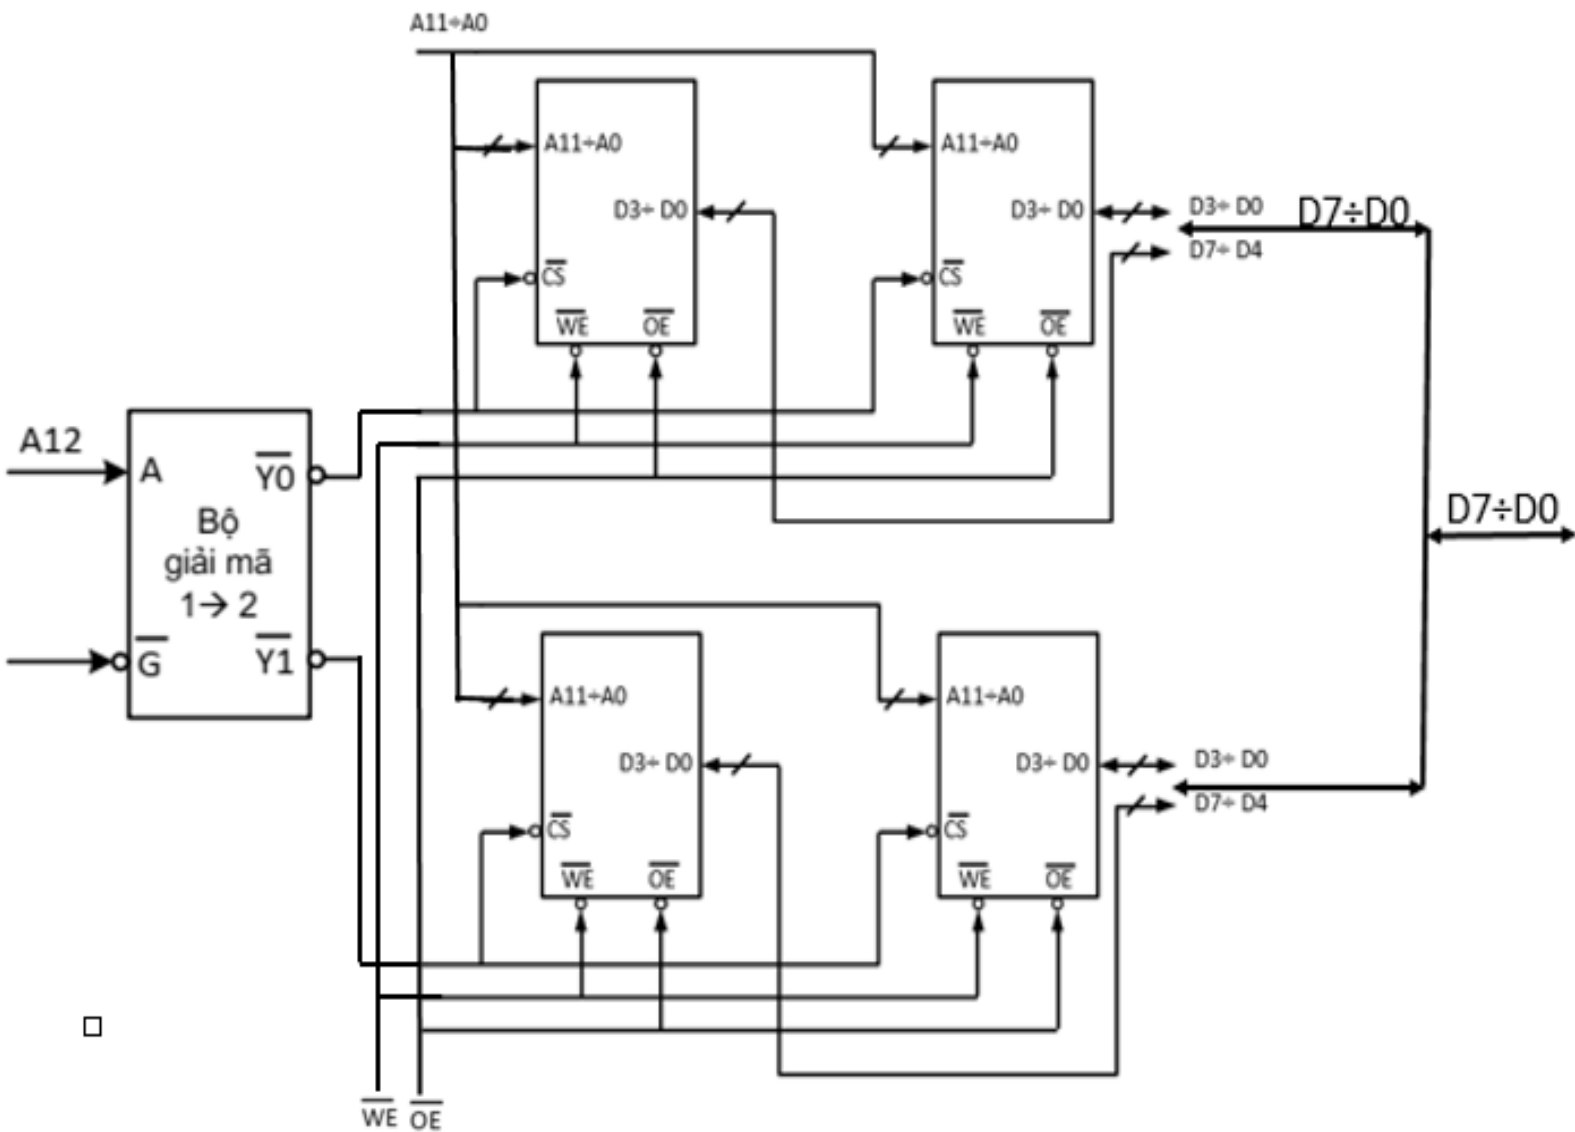 A11÷A0
A11÷A0
D3÷ D0
CS
WE OE
A11÷A0
D3÷ D0
CS
WE OE
D3÷ D0
D7÷ D4
D7÷D0
A12
A
Y0
Bộ
giải mã
1→ 2
G
Y1
D7÷D0
A11÷A0
D3÷ D0
CS
WE OE
A11÷A0
D3÷ D0
CS
WE OE
D3÷ D0
D7÷ D4
WE OE